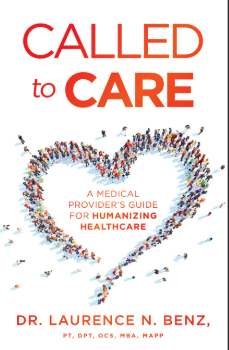 CALLED
to CARE
A MEDICAL
PROVIDER'S GUIDE
FOR HUMANIZING
HEALTHCARE
DR. LAURENCE N. BENZ,
PT, DPT, OCS, MBA, MAPP